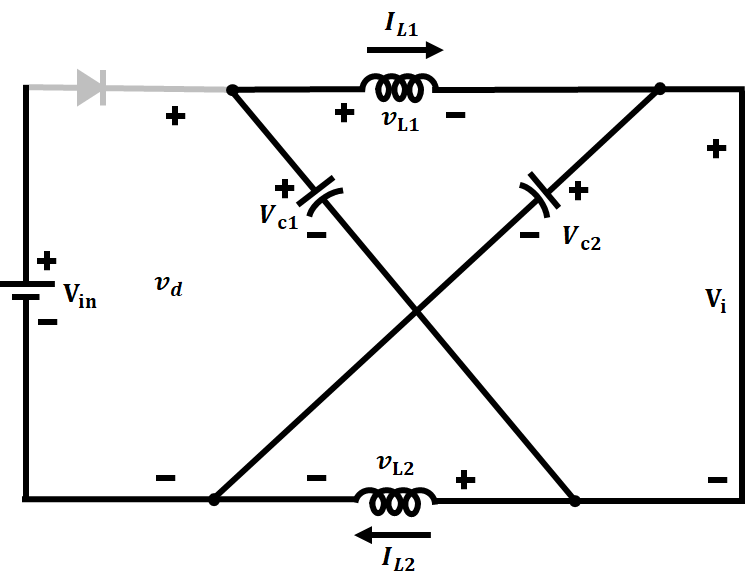 I_L1
+
+ − v_L1
+
+ V_c1 −
+ V_c2 −
+ V_in −
v_d
V_i
− − v_L2 + −
I_L2